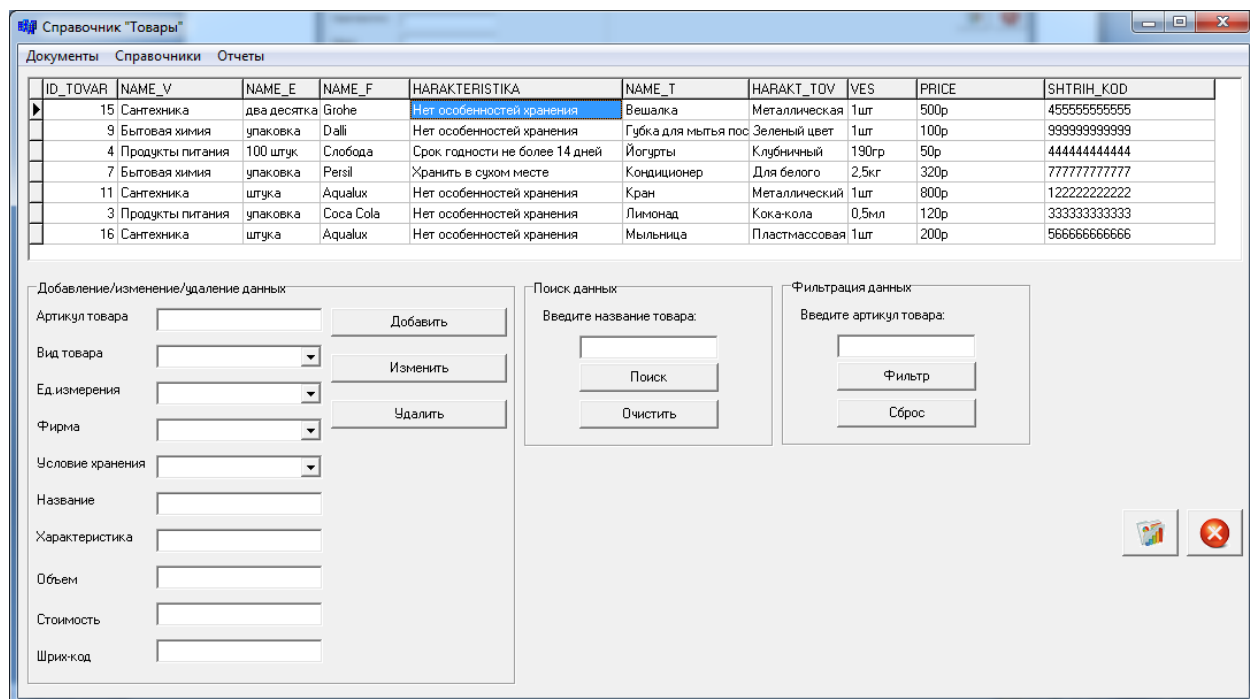 Справочник "Товары"
Документы Справочники Отчеты
ID_TOVAR NAME_V NAME_E NAME_F HARAKTERISTIKA NAME_T HARAKT_TOV VES PRICE SHTRIH_KOD
15 Сантехника два десятка Grohe Нет особенностей хранения Вешалка Металлическая 1шт 500р 455555555555
9 Бытовая химия упаковка Dalli Нет особенностей хранения Губка для мытья пос Зеленый цвет 1шт 100р 999999999999
4 Продукты питания 100 штук Слобода Срок годности не более 14 дней Йогурты Клубничный 190гр 50р 444444444444
7 Бытовая химия упаковка Persil Хранить в сухом месте Кондиционер Для белого 2,5кг 320р 777777777777
11 Сантехника штука Aqualux Нет особенностей хранения Кран Металлический 1шт 800р 122222222222
3 Продукты питания упаковка Coca Cola Нет особенностей хранения Лимонад Кока-кола 0,5мл 120р 333333333333
16 Сантехника штука Aqualux Нет особенностей хранения Мыльница Пластмассовая 1шт 200р 566666666666
Добавление/изменение/удаление данных
Артикул товара
Вид товара
Ед.измерения
Фирма
Условие хранения
Название
Характеристика
Объем
Стоимость
Шрих-код
Добавить
Изменить
Удалить
Поиск данных
Введите название товара:
Поиск
Очистить
Фильтрация данных
Введите артикул товара:
Фильтр
Сброс